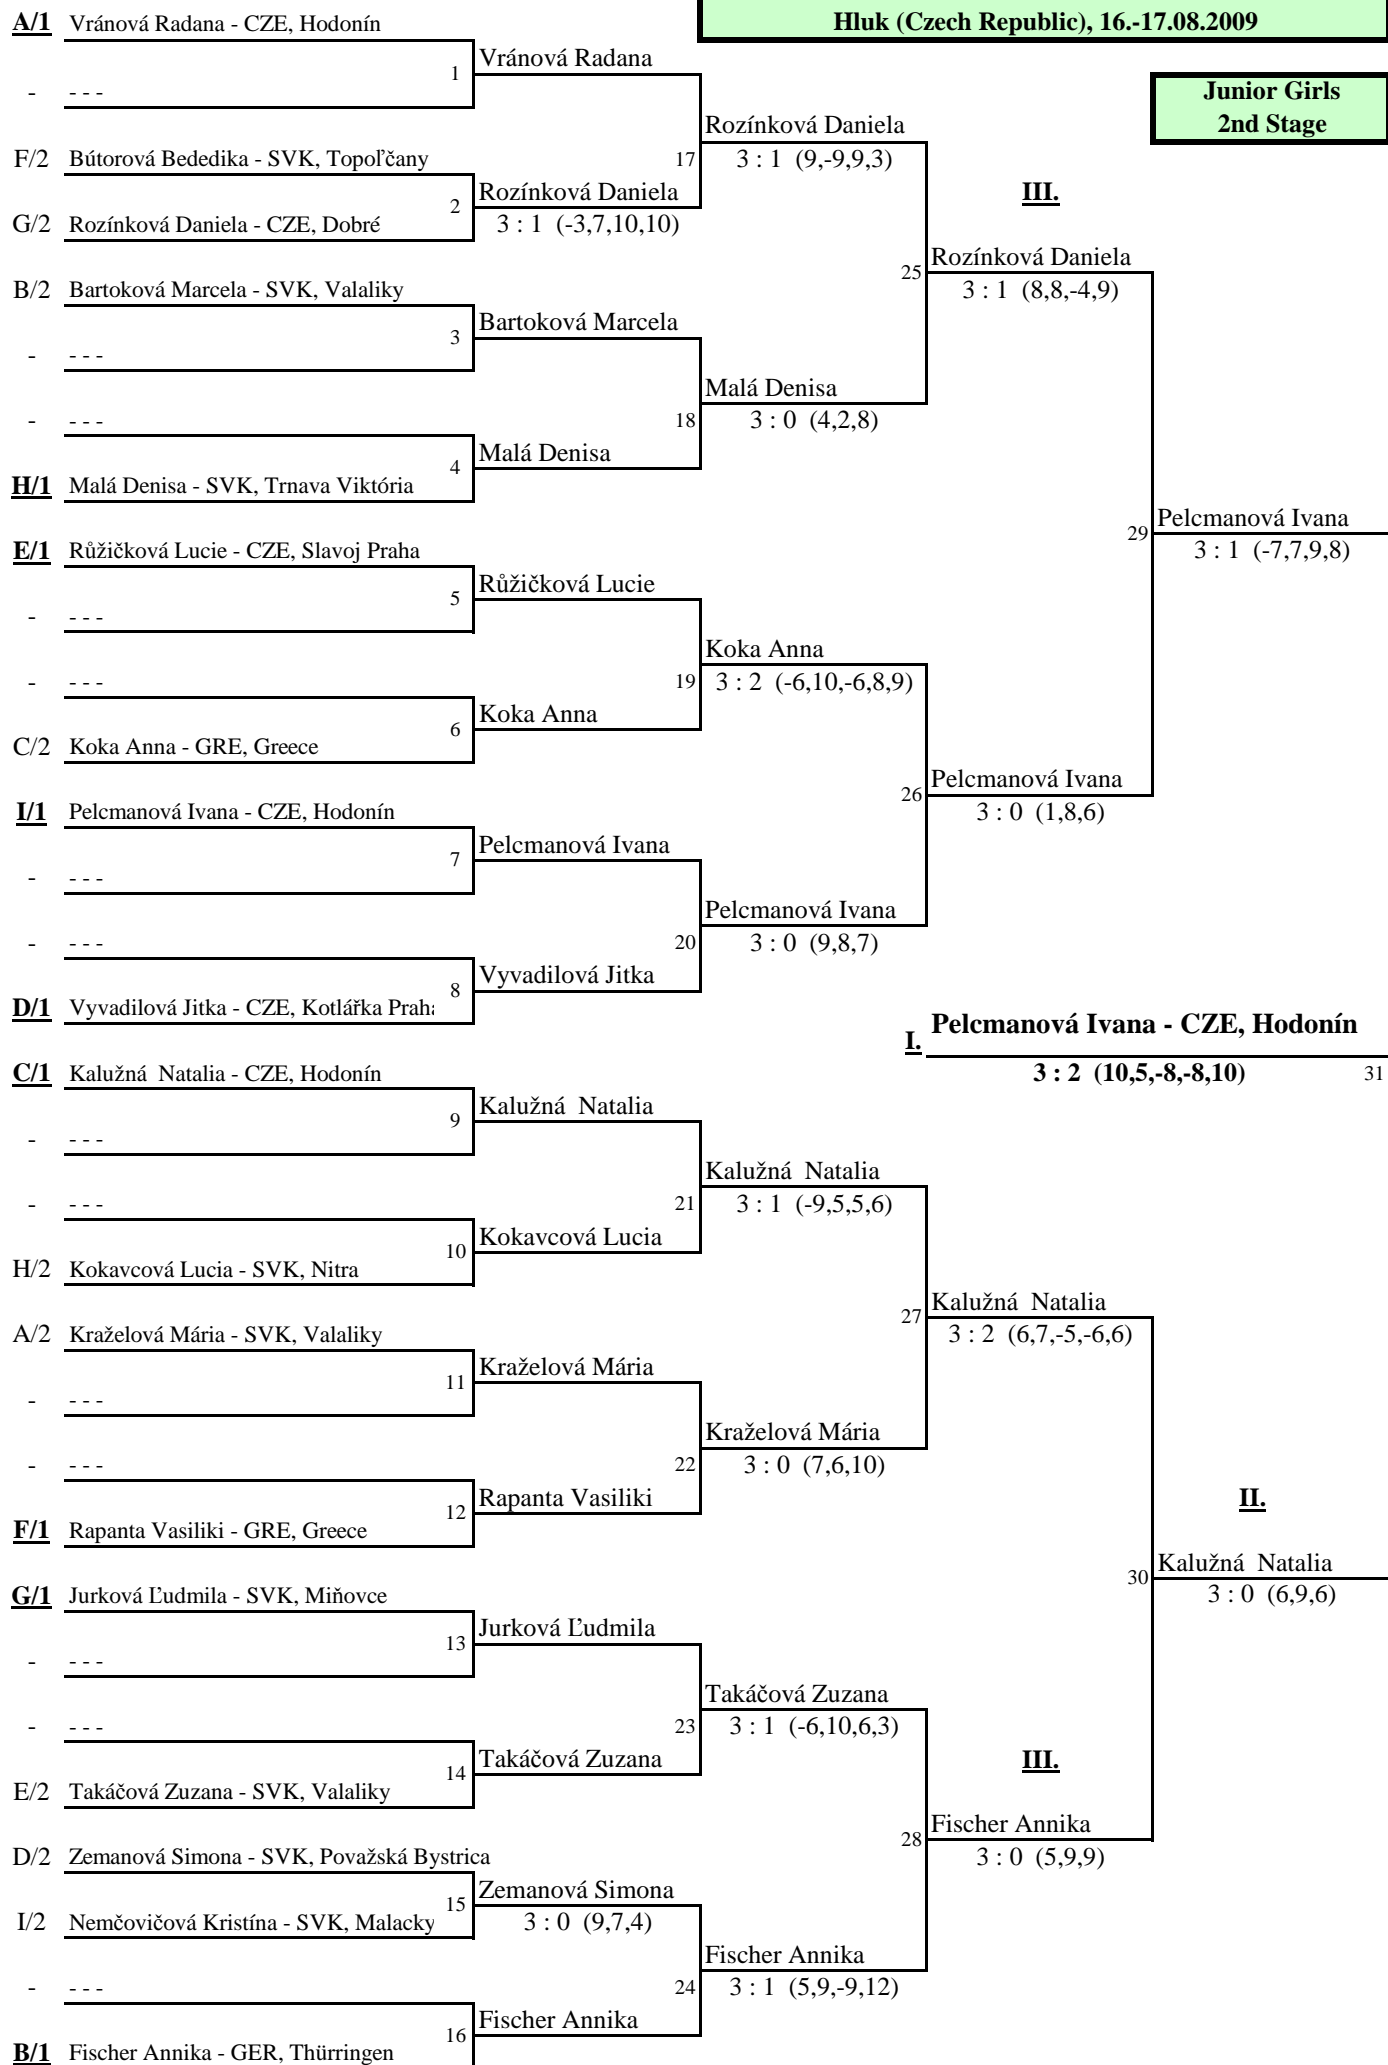 Hluk (Czech Republic), 16.-17.08.2009
Junior Girls
2nd Stage
A/1 Vránová Radana - CZE, Hodonín
1 Vránová Radana
- - - -
Rozínková Daniela
17 3 : 1 (9,-9,9,3)
F/2 Bútorová Bededika - SVK, Topoľčany
2 Rozínková Daniela
3 : 1 (-3,7,10,10)
G/2 Rozínková Daniela - CZE, Dobré
III.
25 Rozínková Daniela
3 : 1 (8,8,-4,9)
B/2 Bartoková Marcela - SVK, Valaliky
3 Bartoková Marcela
- - - -
Malá Denisa
18 3 : 0 (4,2,8)
- - - -
4 Malá Denisa
H/1 Malá Denisa - SVK, Trnava Viktória
29 Pelcmanová Ivana
3 : 1 (-7,7,9,8)
E/1 Růžičková Lucie - CZE, Slavoj Praha
5 Růžičková Lucie
- - - -
Koka Anna
19 3 : 2 (-6,10,-6,8,9)
- - - -
6 Koka Anna
C/2 Koka Anna - GRE, Greece
26 Pelcmanová Ivana
3 : 0 (1,8,6)
I/1 Pelcmanová Ivana - CZE, Hodonín
7 Pelcmanová Ivana
- - - -
Pelcmanová Ivana
20 3 : 0 (9,8,7)
- - - -
8 Vyvadilová Jitka
D/1 Vyvadilová Jitka - CZE, Kotlářka Praha
I. Pelcmanová Ivana - CZE, Hodonín
3 : 2 (10,5,-8,-8,10) 31
C/1 Kalužná Natalia - CZE, Hodonín
9 Kalužná Natalia
- - - -
Kalužná Natalia
21 3 : 1 (-9,5,5,6)
- - - -
10 Kokavcová Lucia
H/2 Kokavcová Lucia - SVK, Nitra
27 Kalužná Natalia
3 : 2 (6,7,-5,-6,6)
A/2 Kraželová Mária - SVK, Valaliky
11 Kraželová Mária
- - - -
Kraželová Mária
22 3 : 0 (7,6,10)
- - - -
12 Rapanta Vasiliki
F/1 Rapanta Vasiliki - GRE, Greece
II.
30 Kalužná Natalia
3 : 0 (6,9,6)
G/1 Jurková Ľudmila - SVK, Miňovce
13 Jurková Ľudmila
- - - -
Takáčová Zuzana
23 3 : 1 (-6,10,6,3)
- - - -
14 Takáčová Zuzana
E/2 Takáčová Zuzana - SVK, Valaliky
III.
28 Fischer Annika
3 : 0 (5,9,9)
D/2 Zemanová Simona - SVK, Považská Bystrica
15 Zemanová Simona
3 : 0 (9,7,4)
I/2 Nemčovičová Kristína - SVK, Malacky
Fischer Annika
24 3 : 1 (5,9,-9,12)
- - - -
16 Fischer Annika
B/1 Fischer Annika - GER, Thürringen